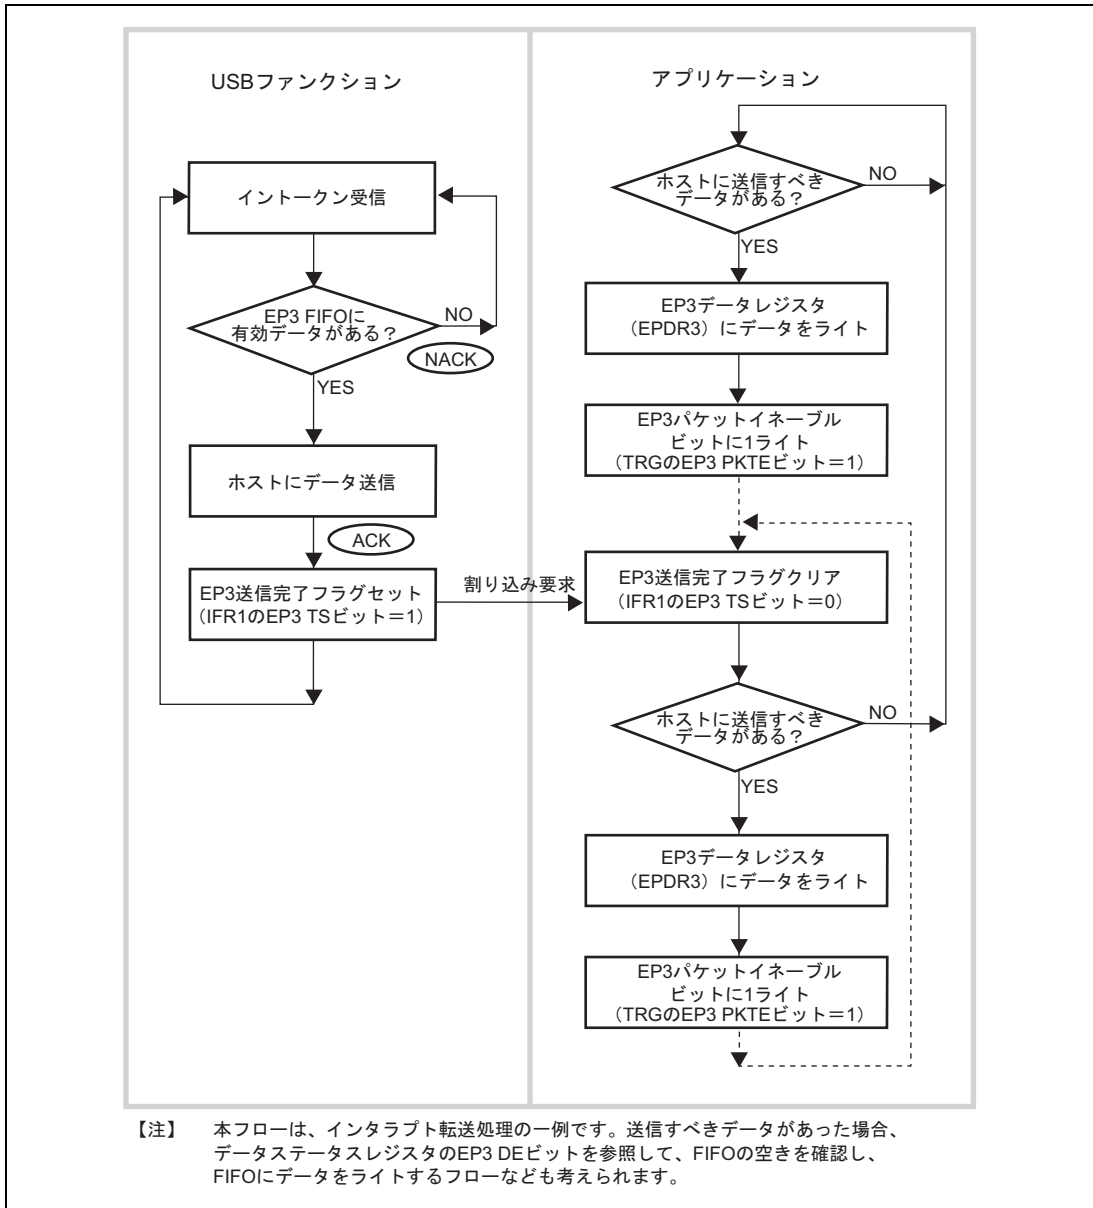 USBファンクション
イントークン受信
EP3 FIFOに
有効データがある？
NO
NACK
YES
ホストにデータ送信
ACK
EP3送信完了フラグセット
（IFR1のEP3 TSビット＝1）
割り込み要求
アプリケーション
ホストに送信すべき
データがある？
NO
YES
EP3データレジスタ
（EPDR3）にデータをライト
EP3パケットイネーブル
ビットに1ライト
（TRGのEP3 PKTEビット＝1）
EP3送信完了フラグクリア
（IFR1のEP3 TSビット＝0）
ホストに送信すべき
データがある？
NO
YES
EP3データレジスタ
（EPDR3）にデータをライト
EP3パケットイネーブル
ビットに1ライト
（TRGのEP3 PKTEビット＝1）
【注】 本フローは、インタラプト転送処理の一例です。送信すべきデータがあった場合、
データステータスレジスタのEP3 DEビットを参照して、FIFOの空きを確認し、
FIFOにデータをライトするフローなども考えられます。